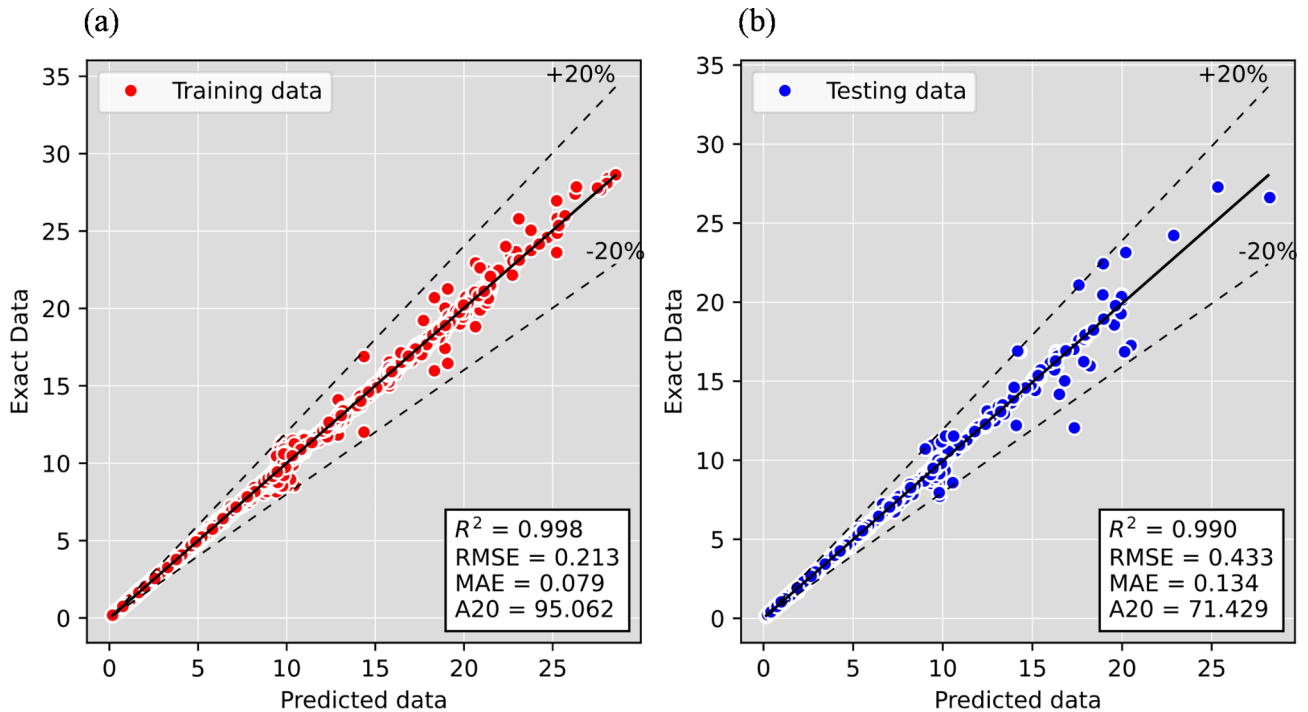 (a)
35
30
25
20
15
10
5
0
Exact Data
Training data
+20%
-20%
R² = 0.998
RMSE = 0.213
MAE = 0.079
A20 = 95.062
0 5 10 15 20 25
Predicted data
(b)
35
30
25
20
15
10
5
0
Exact Data
Testing data
+20%
-20%
R² = 0.990
RMSE = 0.433
MAE = 0.134
A20 = 71.429
0 5 10 15 20 25
Predicted data